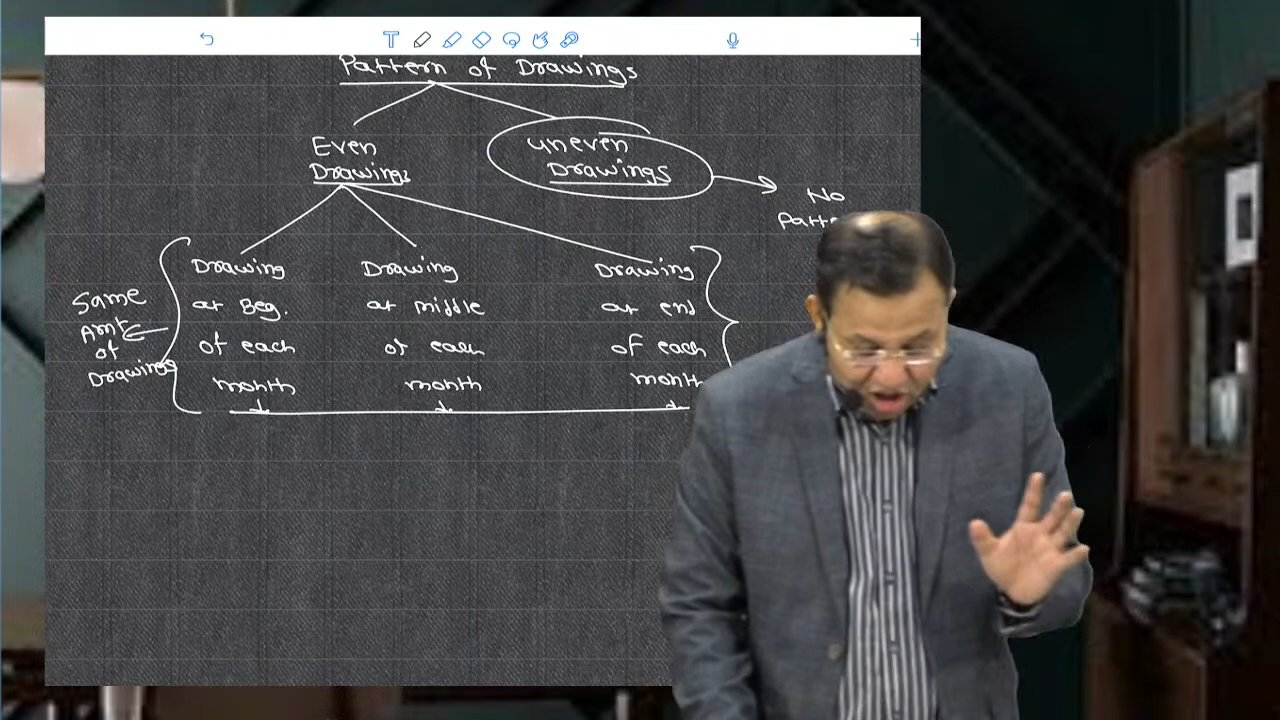 Pattern of Drawings
Even
Drawings
uneven
Drawings
No
Same
Amt
of
Drawings
Drawing
at Beg.
of each
month
Drawing
at middle
of each
month
Drawing
at end
of each
month